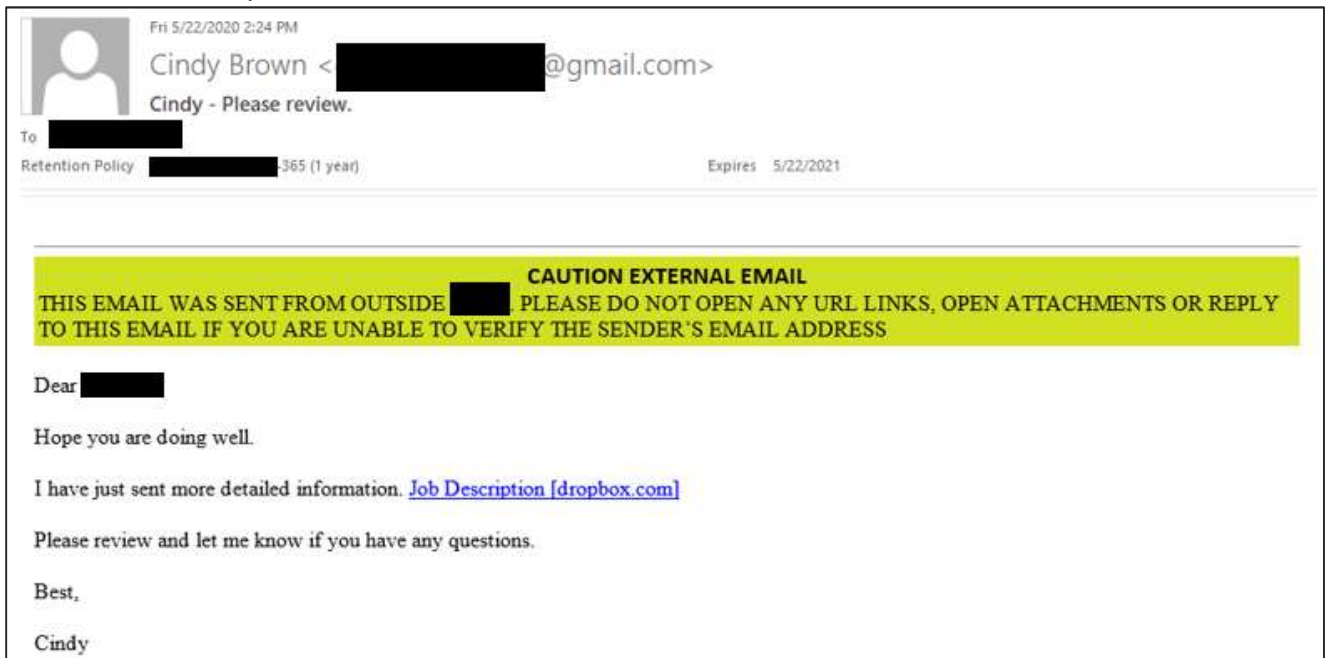 Fri 5/22/2020 2:24 PM
Cindy Brown < @gmail.com>
Cindy - Please review.
To
Retention Policy -365 (1 year) Expires 5/22/2021
CAUTION EXTERNAL EMAIL
THIS EMAIL WAS SENT FROM OUTSIDE . PLEASE DO NOT OPEN ANY URL LINKS, OPEN ATTACHMENTS OR REPLY
TO THIS EMAIL IF YOU ARE UNABLE TO VERIFY THE SENDER'S EMAIL ADDRESS
Dear
Hope you are doing well.
I have just sent more detailed information. Job Description [dropbox.com]
Please review and let me know if you have any questions.
Best,
Cindy